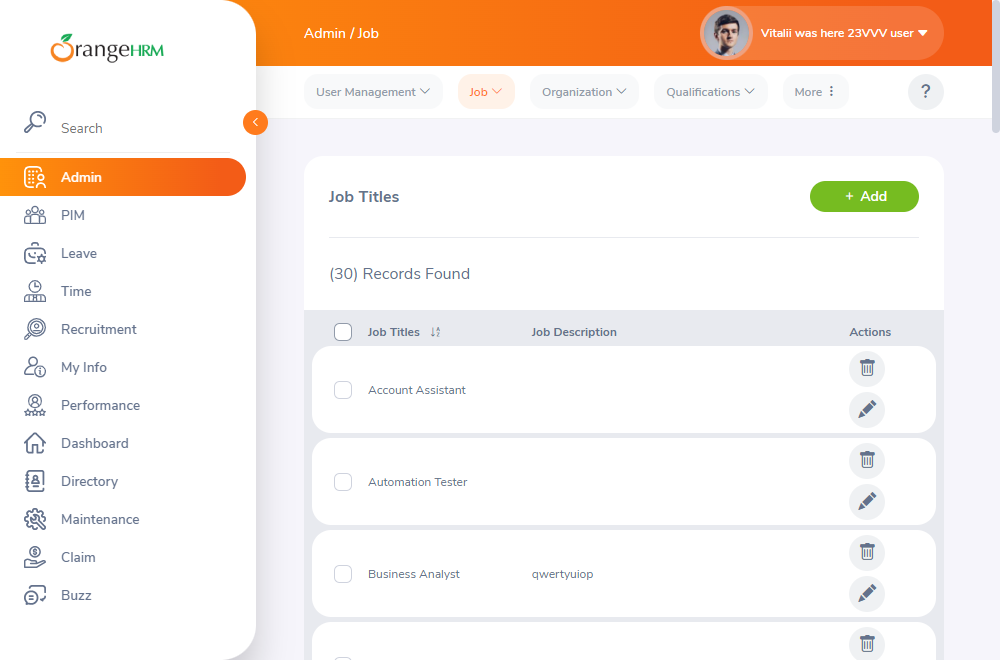 OrangeHRM
Search
Admin
PIM
Leave
Time
Recruitment
My Info
Performance
Dashboard
Directory
Maintenance
Claim
Buzz
Admin / Job
Vitalii was here 23VVV user
User Management
Job
Organization
Qualifications
More
?
Job Titles
+ Add
(30) Records Found
Job Titles Job Description Actions
Account Assistant
Automation Tester
Business Analyst qwertyuiop